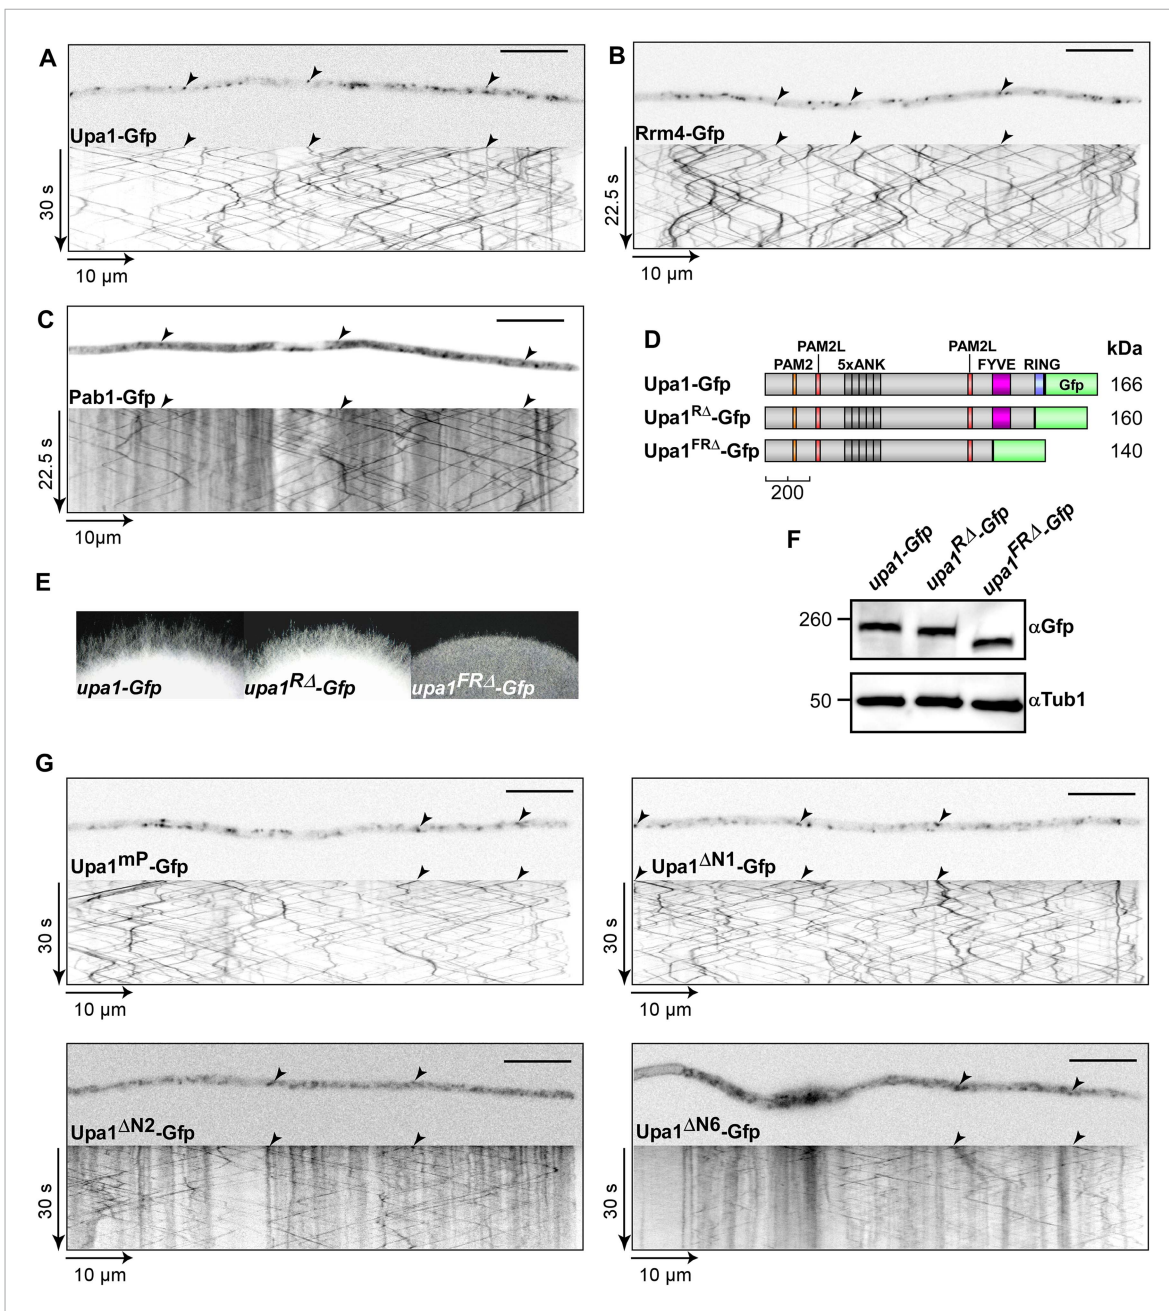 A
Upa1-Gfp
30 s
10 µm
B
Rrm4-Gfp
22.5 s
10 µm
C
Pab1-Gfp
22.5 s
10µm
D
PAM2L PAM2L kDa
PAM2 5xANK FYVE RING
Upa1-Gfp Gfp 166
Upa1RΔ-Gfp 160
Upa1FRΔ-Gfp 140
200
E
upa1-Gfp upa1RΔ-Gfp upa1FRΔ-Gfp
F
upa1-Gfp upa1RΔ-Gfp upa1FRΔ-Gfp
260 αGfp
50 αTub1
G
Upa1mP-Gfp
30 s
10 µm
Upa1ΔN1-Gfp
30 s
10 µm
Upa1ΔN2-Gfp
30 s
10 µm
Upa1ΔN6-Gfp
30 s
10 µm